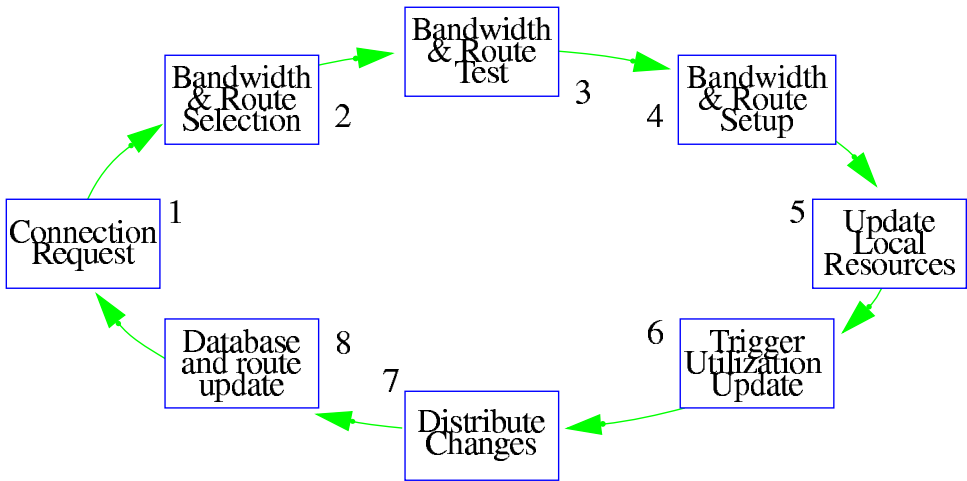 Connection
Request
1
Bandwidth
& Route
Selection
2
Bandwidth
& Route
Test
3
Bandwidth
& Route
Setup
4
Update
Local
Resources
5
Trigger
Utilization
Update
6
Distribute
Changes
7
Database
and route
update
8